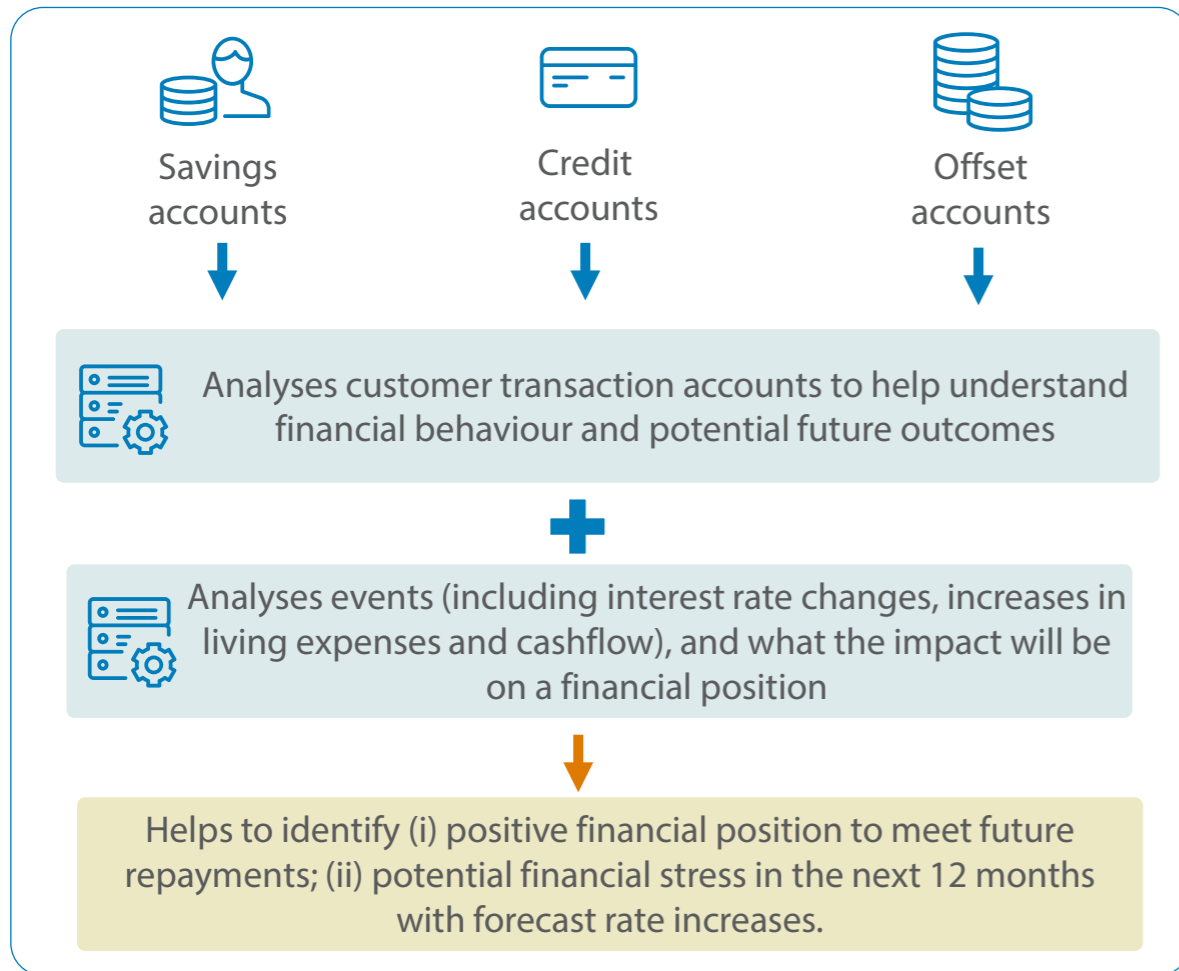 Savings
accounts
Credit
accounts
Offset
accounts
Analyses customer transaction accounts to help understand
financial behaviour and potential future outcomes
Analyses events (including interest rate changes, increases in
living expenses and cashflow), and what the impact will be
on a financial position
Helps to identify (i) positive financial position to meet future
repayments; (ii) potential financial stress in the next 12 months
with forecast rate increases.